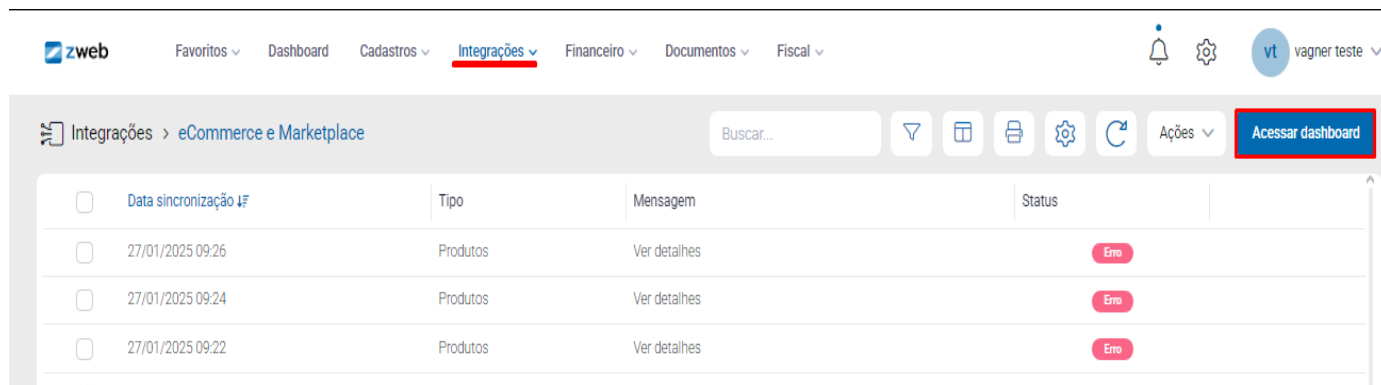 zweb Favoritos Dashboard Cadastros Integrações Financeiro Documentos Fiscal vt vagner teste
Integrações > eCommerce e Marketplace Buscar... Ações Acessar dashboard
Data sincronização Tipo Mensagem Status
27/01/2025 09:26 Produtos Ver detalhes Erro
27/01/2025 09:24 Produtos Ver detalhes Erro
27/01/2025 09:22 Produtos Ver detalhes Erro